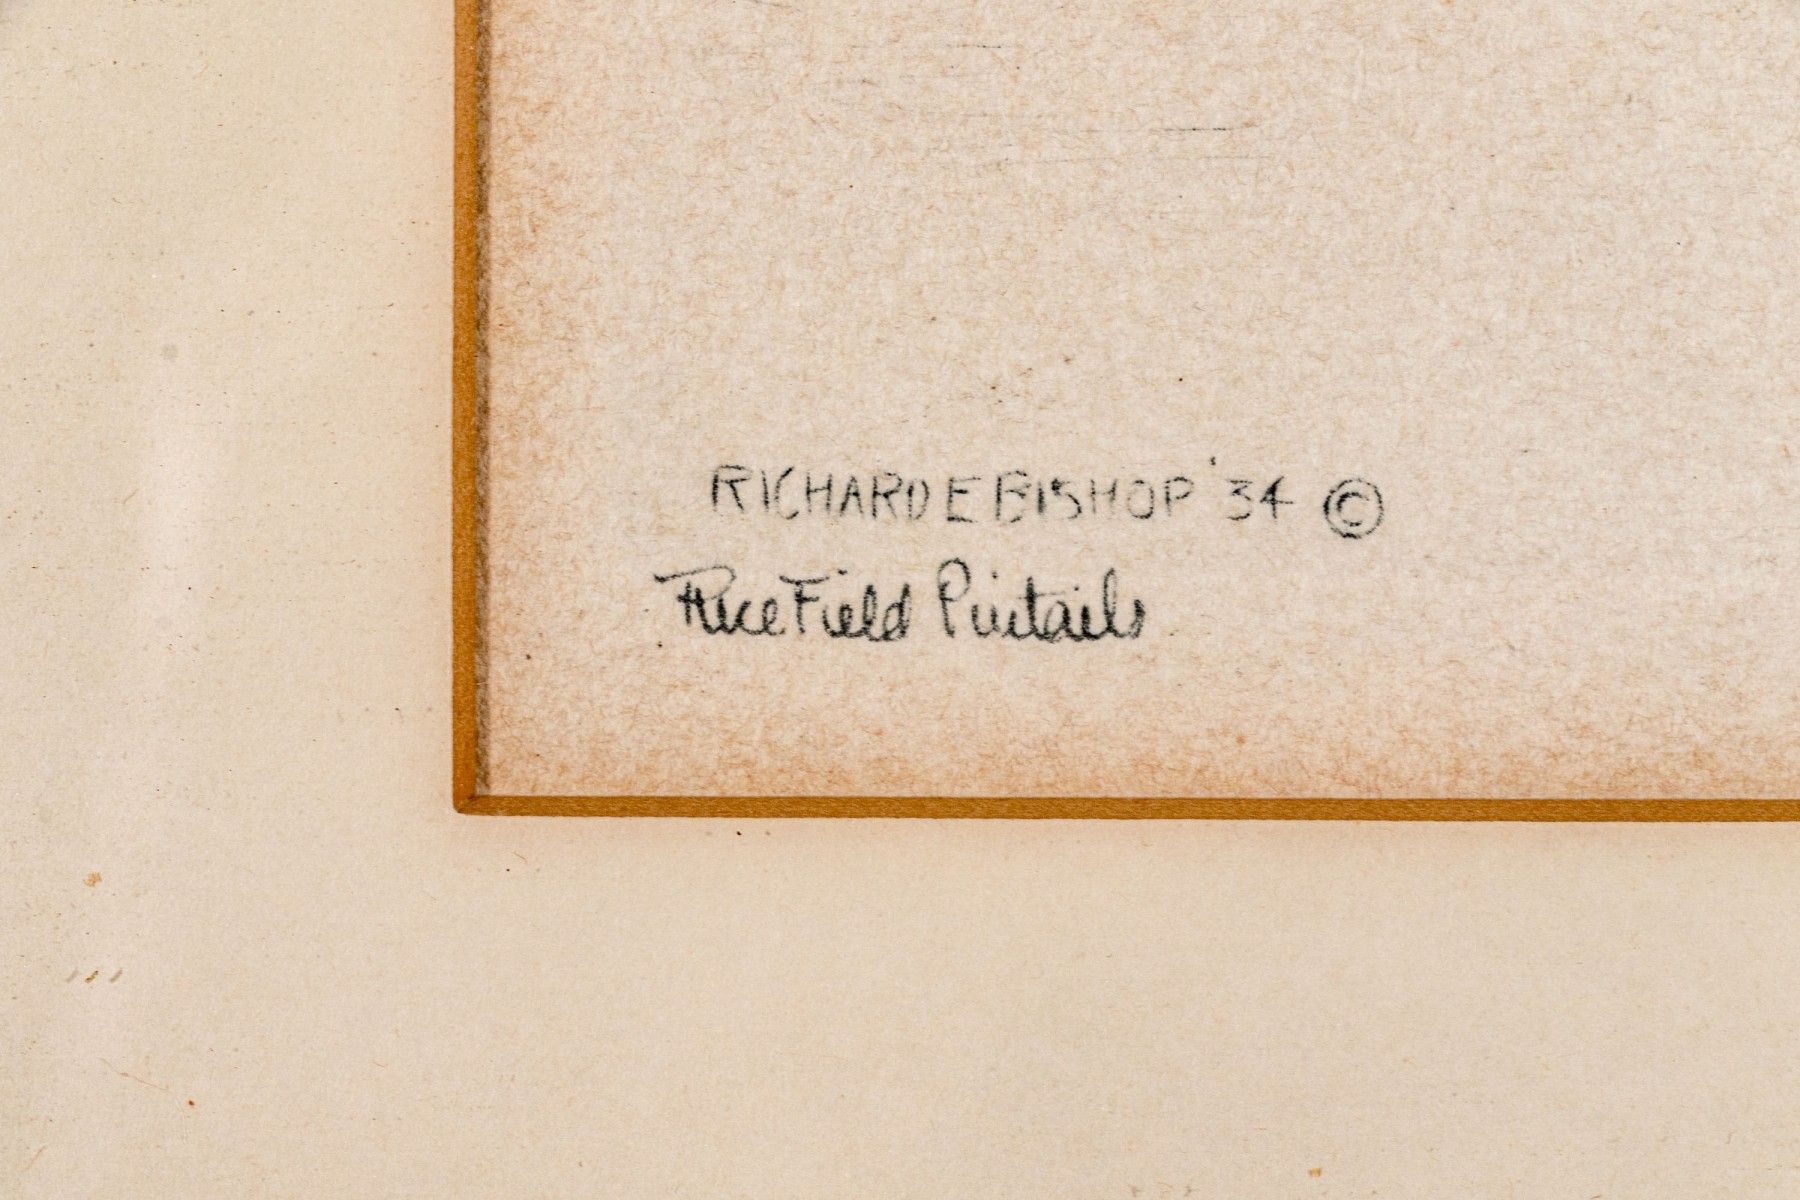 RICHARD E BISHOP '34 ©
Rice Field Pintails